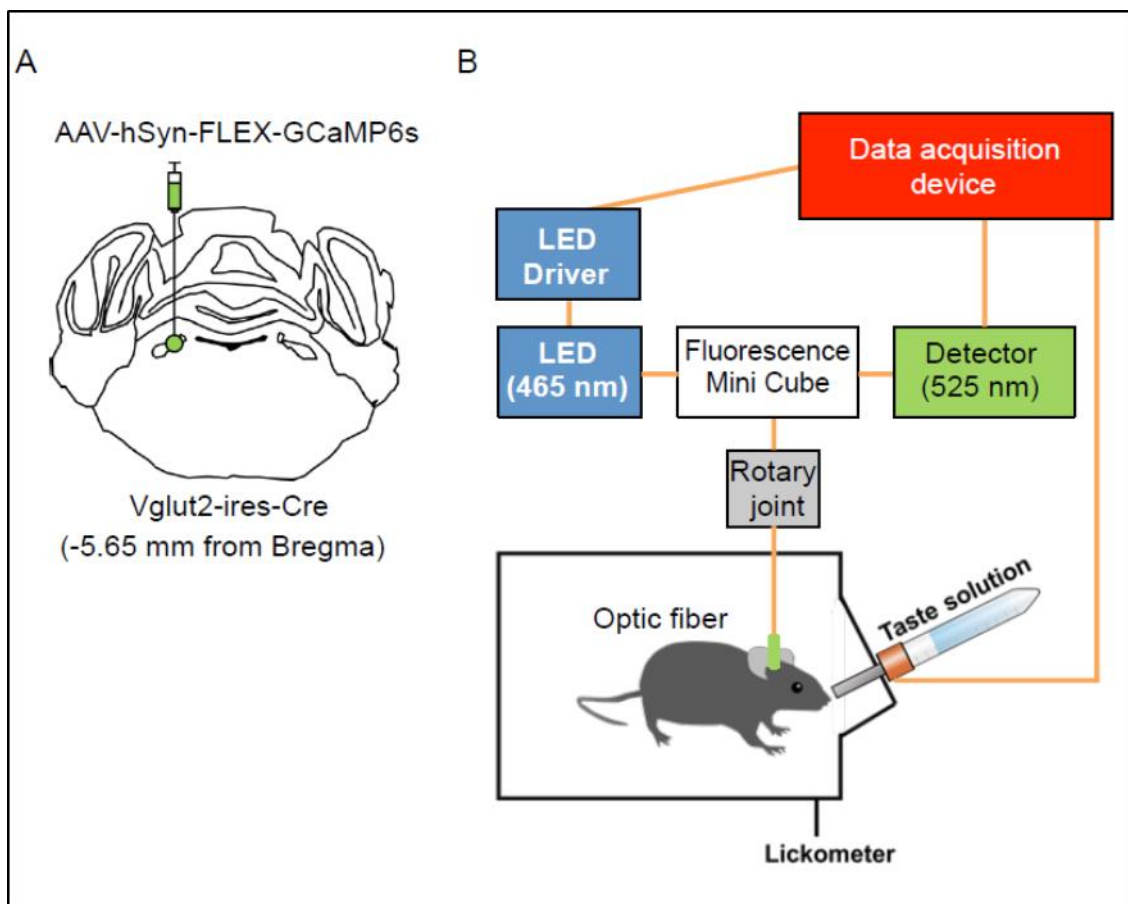 A
AAV-hSyn-FLEX-GCaMP6s
Vglut2-ires-Cre
(-5.65 mm from Bregma)
B
Data acquisition
device
LED
Driver
LED
(465 nm)
Fluorescence
Mini Cube
Detector
(525 nm)
Rotary
joint
Optic fiber
Taste solution
Lickometer